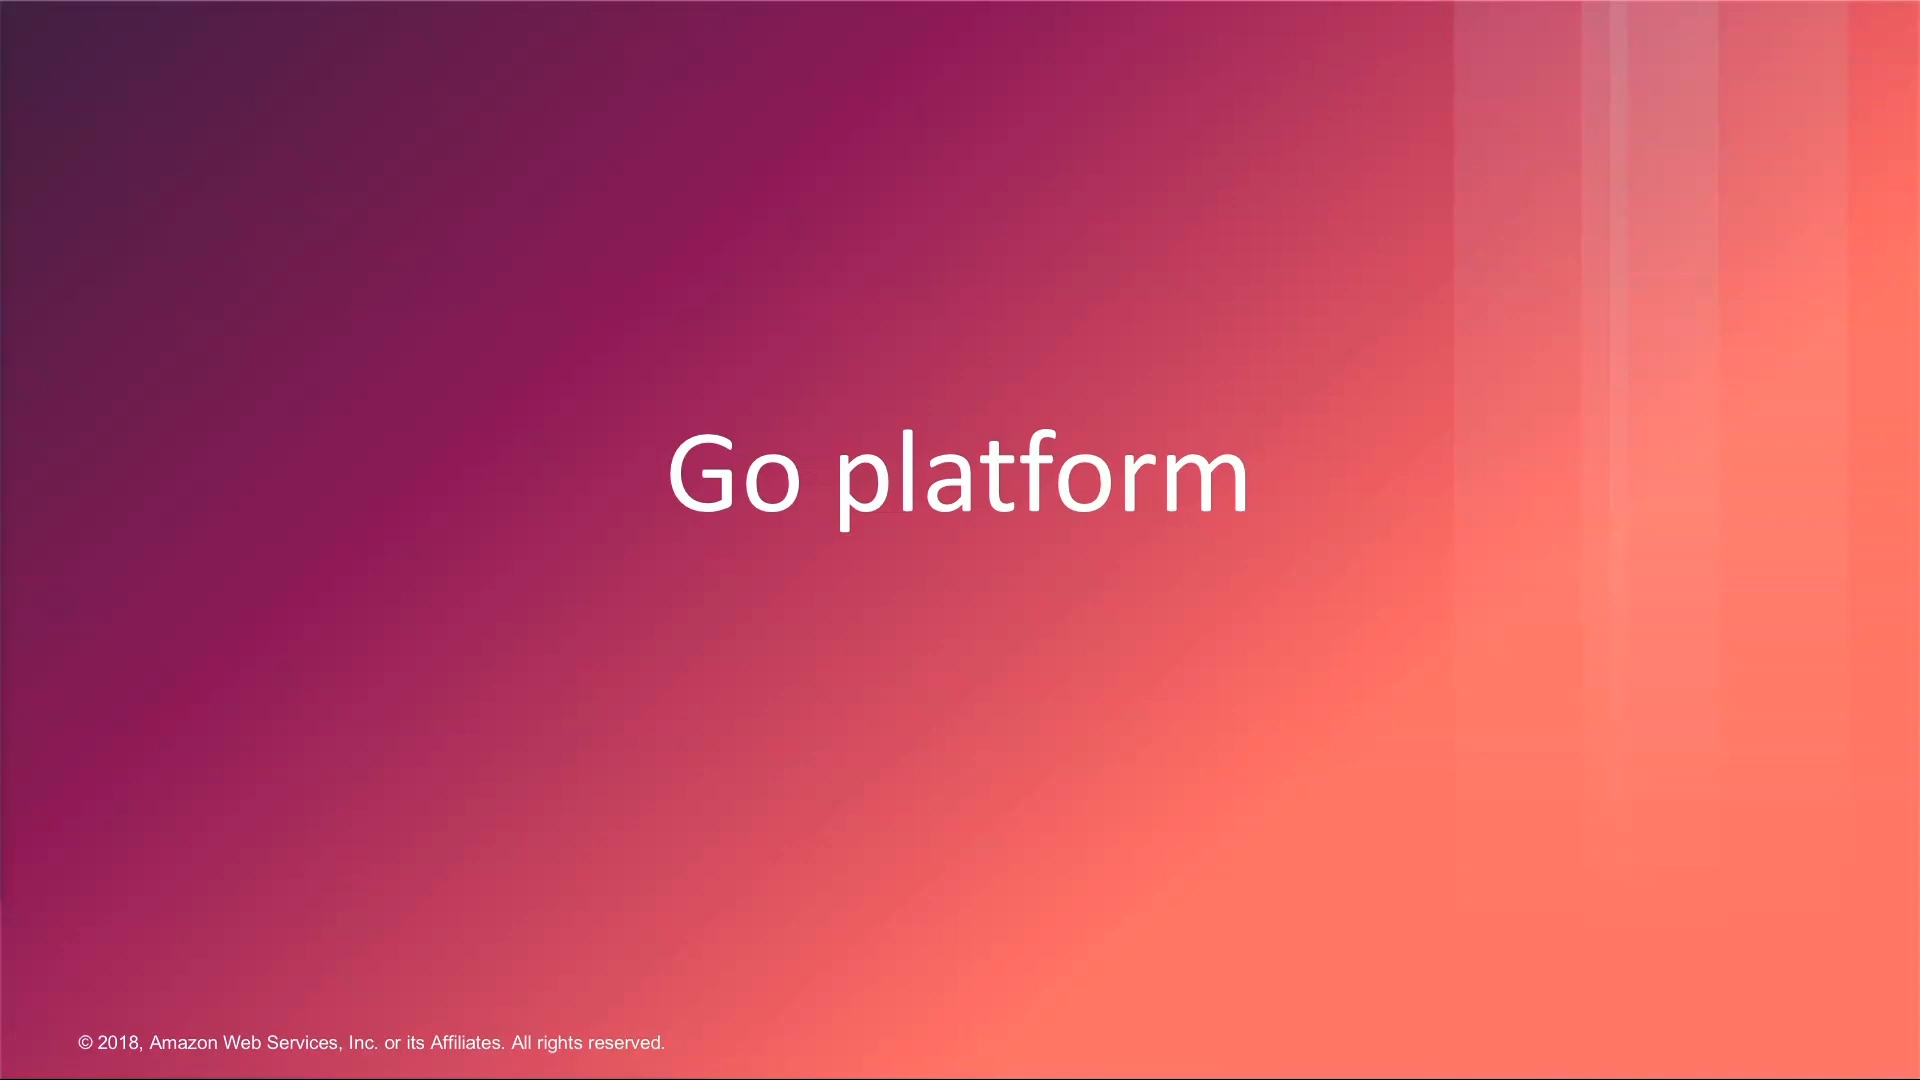 Go platform
© 2018, Amazon Web Services, Inc. or its Affiliates. All rights reserved.